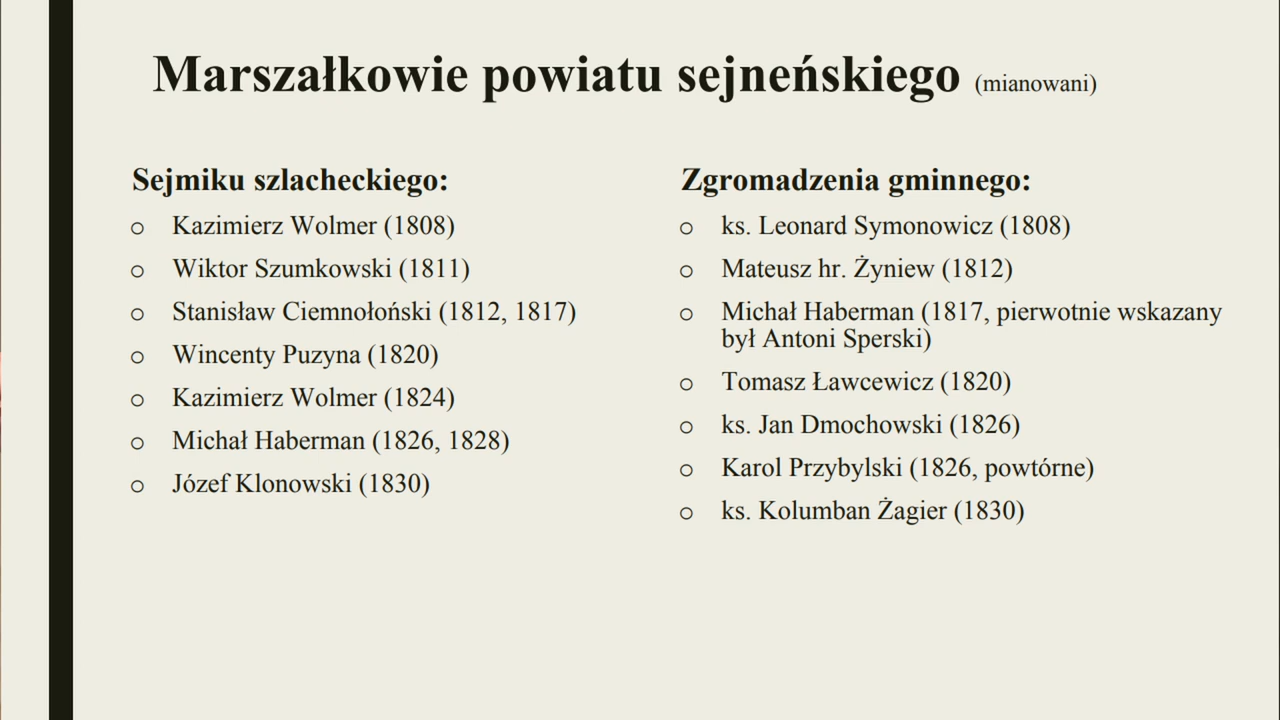 Marszałkowie powiatu sejneńskiego (mianowani)
Sejmiku szlacheckiego:
o Kazimierz Wolmer (1808)
o Wiktor Szumkowski (1811)
o Stanisław Ciemnołoński (1812, 1817)
o Wincenty Puzyna (1820)
o Kazimierz Wolmer (1824)
o Michał Haberman (1826, 1828)
o Józef Klonowski (1830)
Zgromadzenia gminnego:
o ks. Leonard Symonowicz (1808)
o Mateusz hr. Żyniew (1812)
o Michał Haberman (1817, pierwotnie wskazany
był Antoni Sperski)
o Tomasz Ławcewicz (1820)
o ks. Jan Dmochowski (1826)
o Karol Przybylski (1826, powtórne)
o ks. Kolumban Żagier (1830)